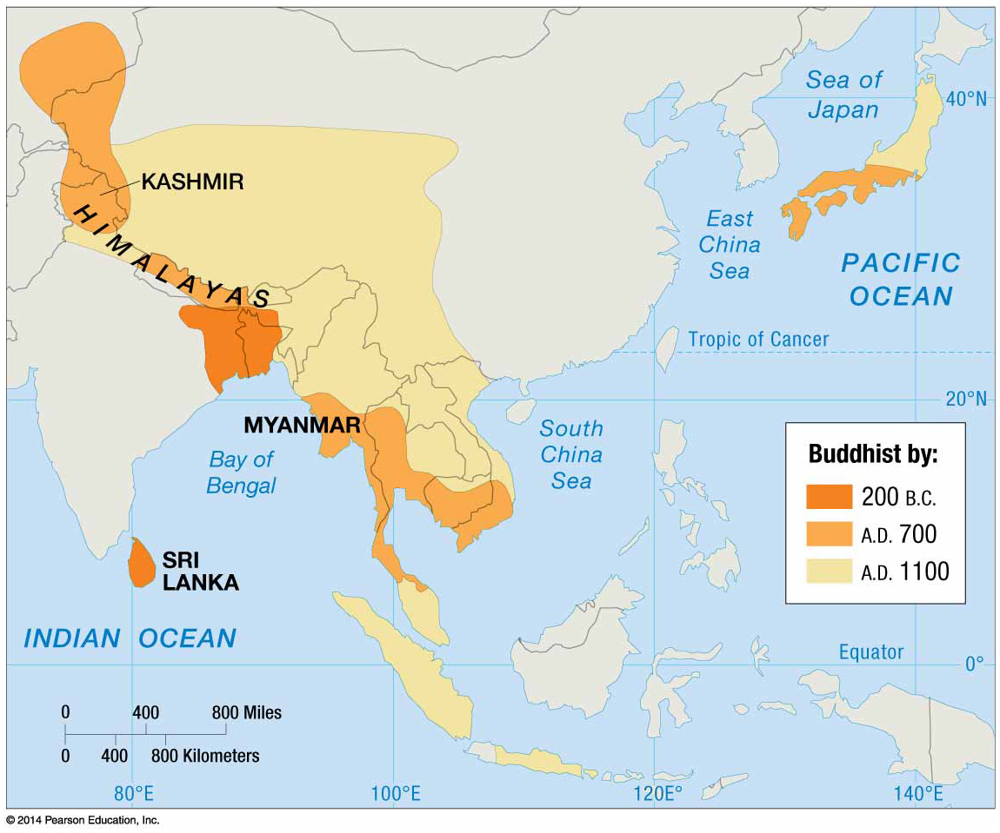 Sea of
Japan
40°N
KASHMIR
HIMALAYAS
East
China
Sea
PACIFIC
OCEAN
Tropic of Cancer
20°N
MYANMAR
South
China
Sea
Bay of
Bengal
Buddhist by:
200 B.C.
A.D. 700
A.D. 1100
SRI
LANKA
INDIAN OCEAN
Equator
0°
0 400 800 Miles
0 400 800 Kilometers
80°E 100°E 120E° 140°E
© 2014 Pearson Education, Inc.